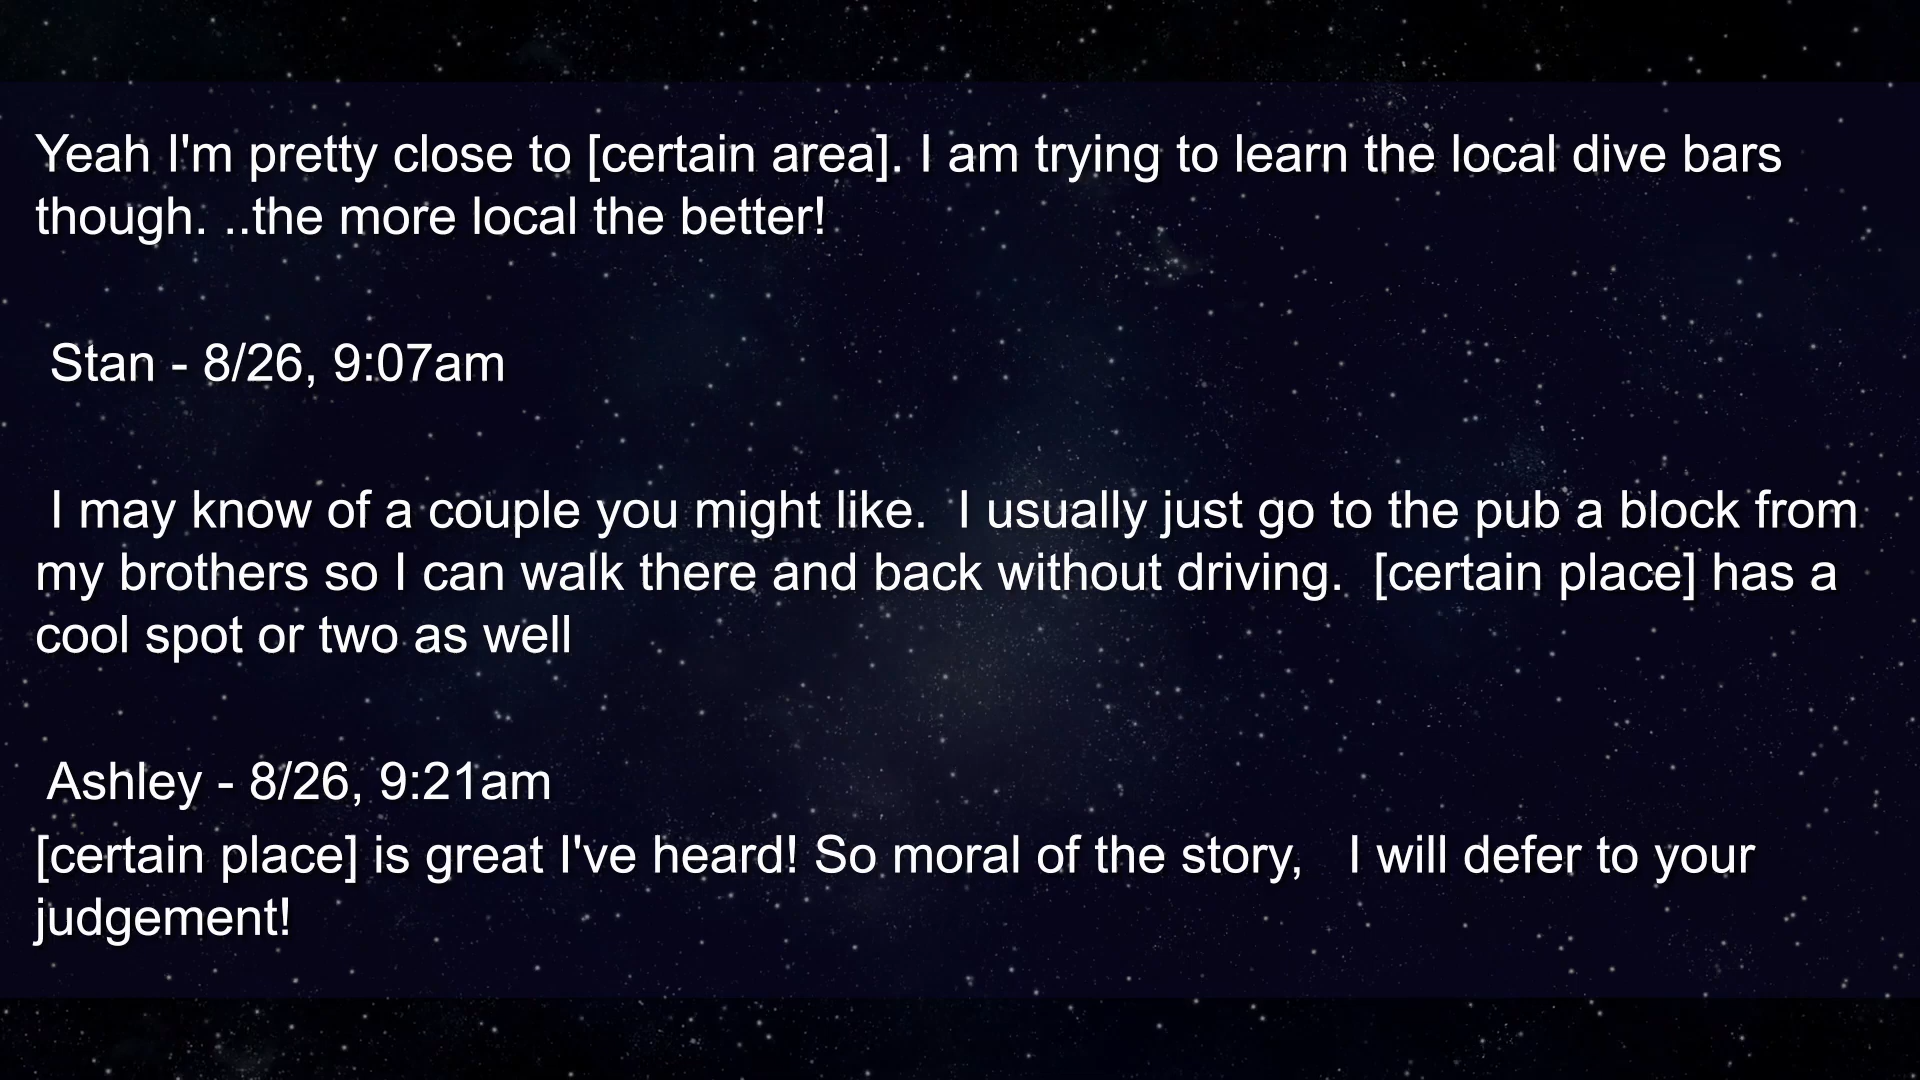 Yeah I'm pretty close to [certain area]. I am trying to learn the local dive bars
though. ..the more local the better!
Stan - 8/26, 9:07am
I may know of a couple you might like.  I usually just go to the pub a block from
my brothers so I can walk there and back without driving.  [certain place] has a
cool spot or two as well
Ashley - 8/26, 9:21am
[certain place] is great I've heard! So moral of the story,   I will defer to your
judgement!